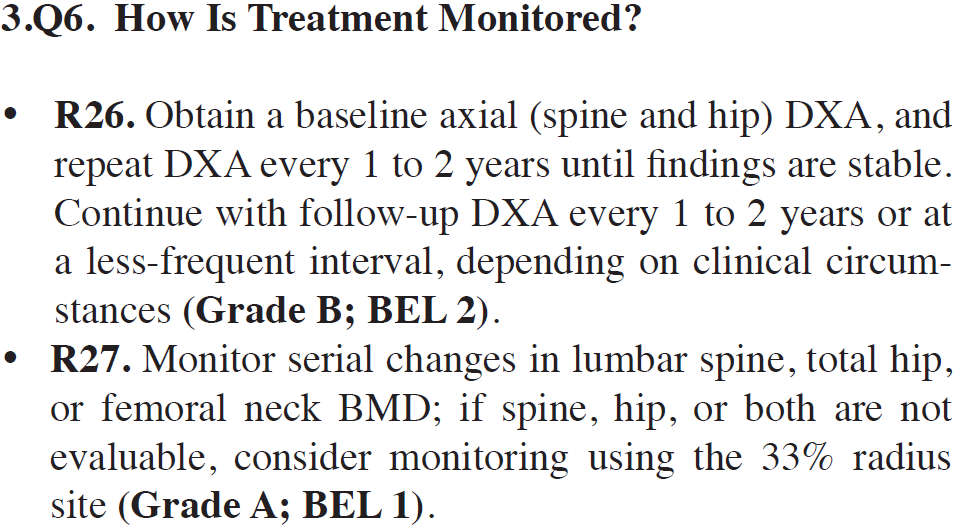 3.Q6. How Is Treatment Monitored?
• R26. Obtain a baseline axial (spine and hip) DXA, and
repeat DXA every 1 to 2 years until findings are stable.
Continue with follow-up DXA every 1 to 2 years or at
a less-frequent interval, depending on clinical circum-
stances (Grade B; BEL 2).
• R27. Monitor serial changes in lumbar spine, total hip,
or femoral neck BMD; if spine, hip, or both are not
evaluable, consider monitoring using the 33% radius
site (Grade A; BEL 1).